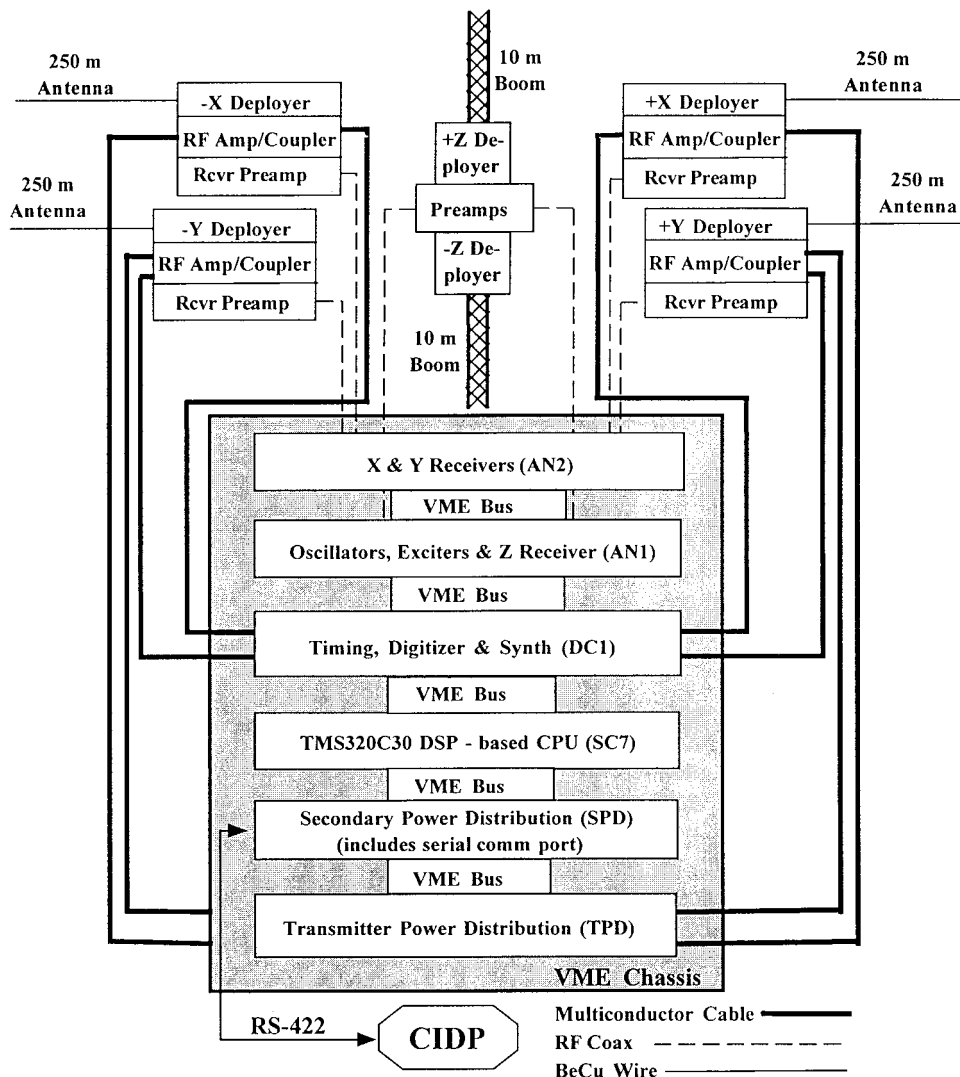 250 m
Antenna
-X Deployer
RF Amp/Coupler
Rcvr Preamp
250 m
Antenna
-Y Deployer
RF Amp/Coupler
Rcvr Preamp
10 m
Boom
+Z De-
ployer
Preamps
-Z De-
ployer
10 m
Boom
250 m
Antenna
+X Deployer
RF Amp/Coupler
Rcvr Preamp
250 m
Antenna
+Y Deployer
RF Amp/Coupler
Rcvr Preamp
X & Y Receivers (AN2)
VME Bus
Oscillators, Exciters & Z Receiver (AN1)
VME Bus
Timing, Digitizer & Synth (DC1)
VME Bus
TMS320C30 DSP - based CPU (SC7)
VME Bus
Secondary Power Distribution (SPD)
(includes serial comm port)
VME Bus
Transmitter Power Distribution (TPD)
VME Chassis
RS-422
CIDP
Multiconductor Cable
RF Coax
BeCu Wire